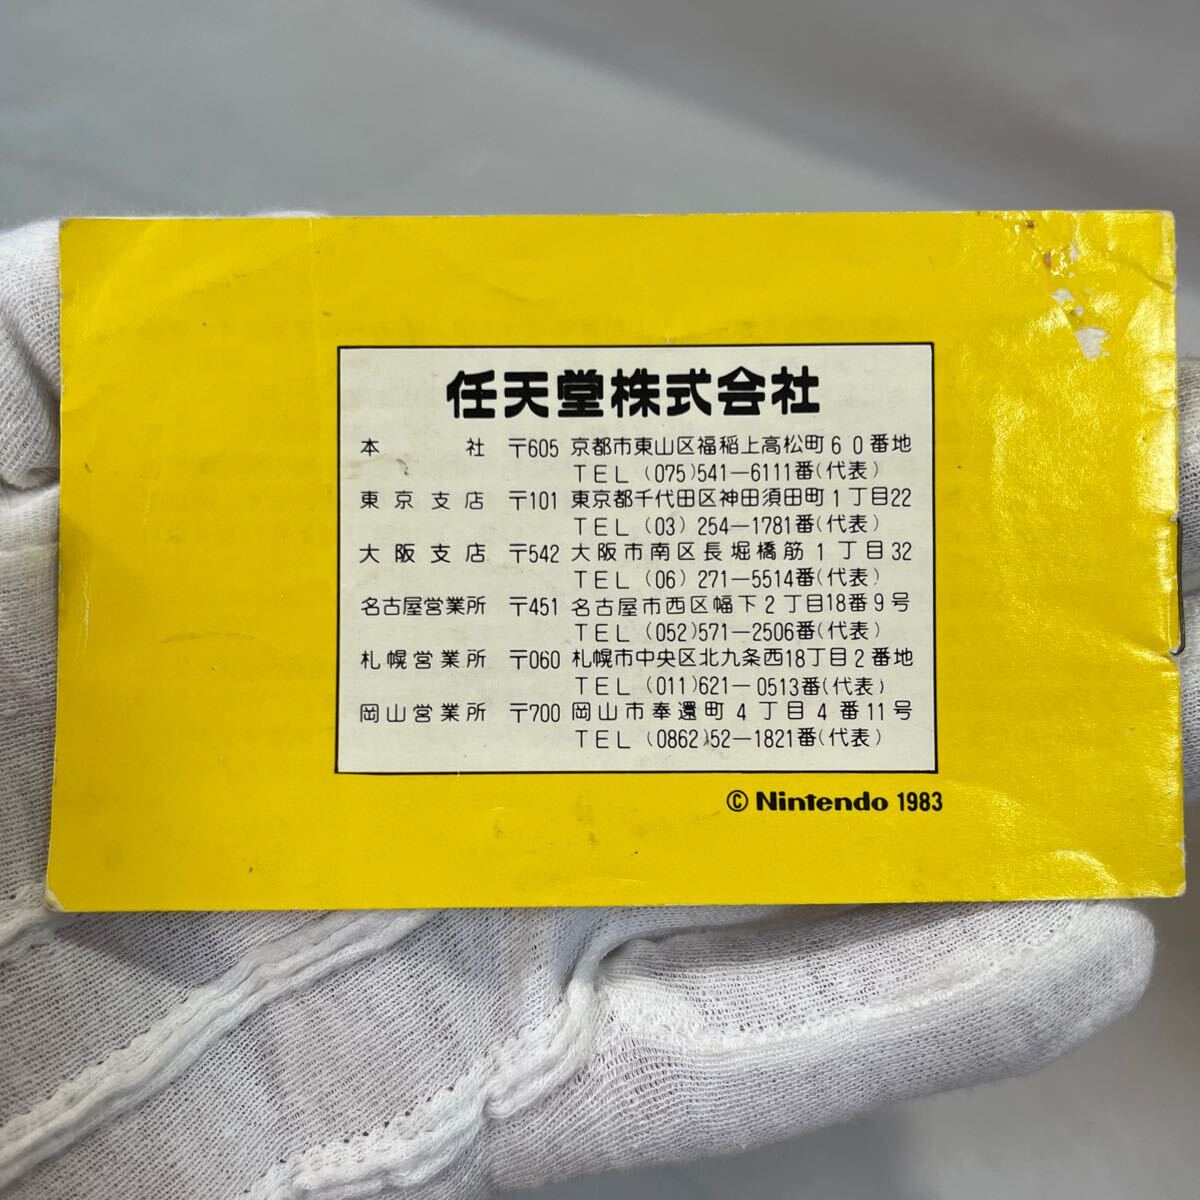 任天堂株式会社
本社 〒605 京都市東山区福稲上高松町60番地
TEL (075)541-6111番(代表)
東京支店 〒101 東京都千代田区神田須田町1丁目22
TEL (03) 254-1781番(代表)
大阪支店 〒542 大阪市南区長堀橋筋1丁目32
TEL (06) 271-5514番(代表)
名古屋営業所 〒451 名古屋市西区幅下2丁目18番9号
TEL (052)571-2506番(代表)
札幌営業所 〒060 札幌市中央区北九条西18丁目2番地
TEL (011)621-0513番(代表)
岡山営業所 〒700 岡山市奉還町4丁目4番11号
TEL (0862)52-1821番(代表)
© Nintendo 1983